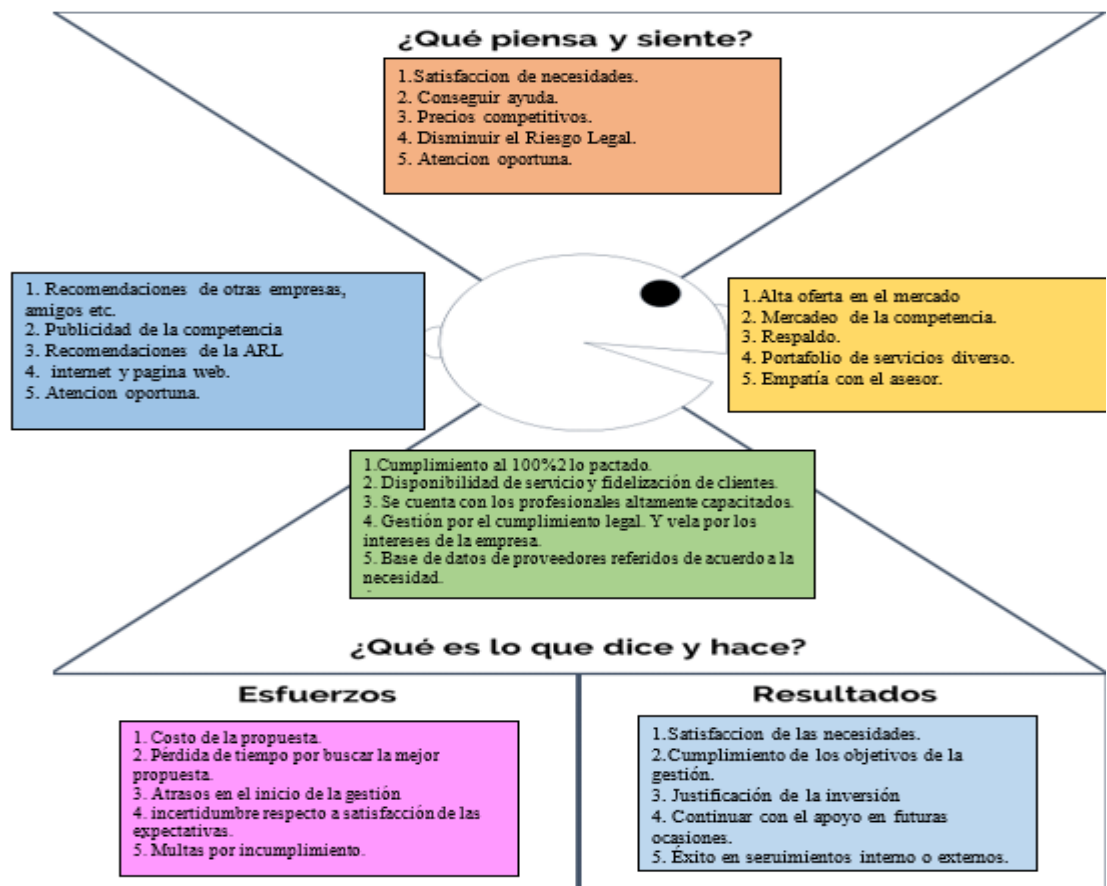 ¿Qué piensa y siente?
1.Satisfaccion de necesidades.
2. Conseguir ayuda.
3. Precios competitivos.
4. Disminuir el Riesgo Legal.
5. Atencion oportuna.
1. Recomendaciones de otras empresas,
amigos etc.
2. Publicidad de la competencia
3. Recomendaciones de la ARL
4. internet y pagina web.
5. Atencion oportuna.
1.Alta oferta en el mercado
2. Mercadeo de la competencia.
3. Respaldo.
4. Portafolio de servicios diverso.
5. Empatía con el asesor.
1.Cumplimiento al 100%2 lo pactado.
2. Disponibilidad de servicio y fidelización de clientes.
3. Se cuenta con los profesionales altamente capacitados.
4. Gestión por el cumplimiento legal. Y vela por los
intereses de la empresa.
5. Base de datos de proveedores referidos de acuerdo a la
necesidad.
¿Qué es lo que dice y hace?
Esfuerzos
1. Costo de la propuesta.
2. Pérdida de tiempo por buscar la mejor
propuesta.
3. Atrasos en el inicio de la gestión
4. incertidumbre respecto a satisfacción de las
expectativas.
5. Multas por incumplimiento.
Resultados
1.Satisfaccion de las necesidades.
2.Cumplimiento de los objetivos de la
gestión.
3. Justificación de la inversión
4. Continuar con el apoyo en futuras
ocasiones.
5. Éxito en seguimientos interno o externos.